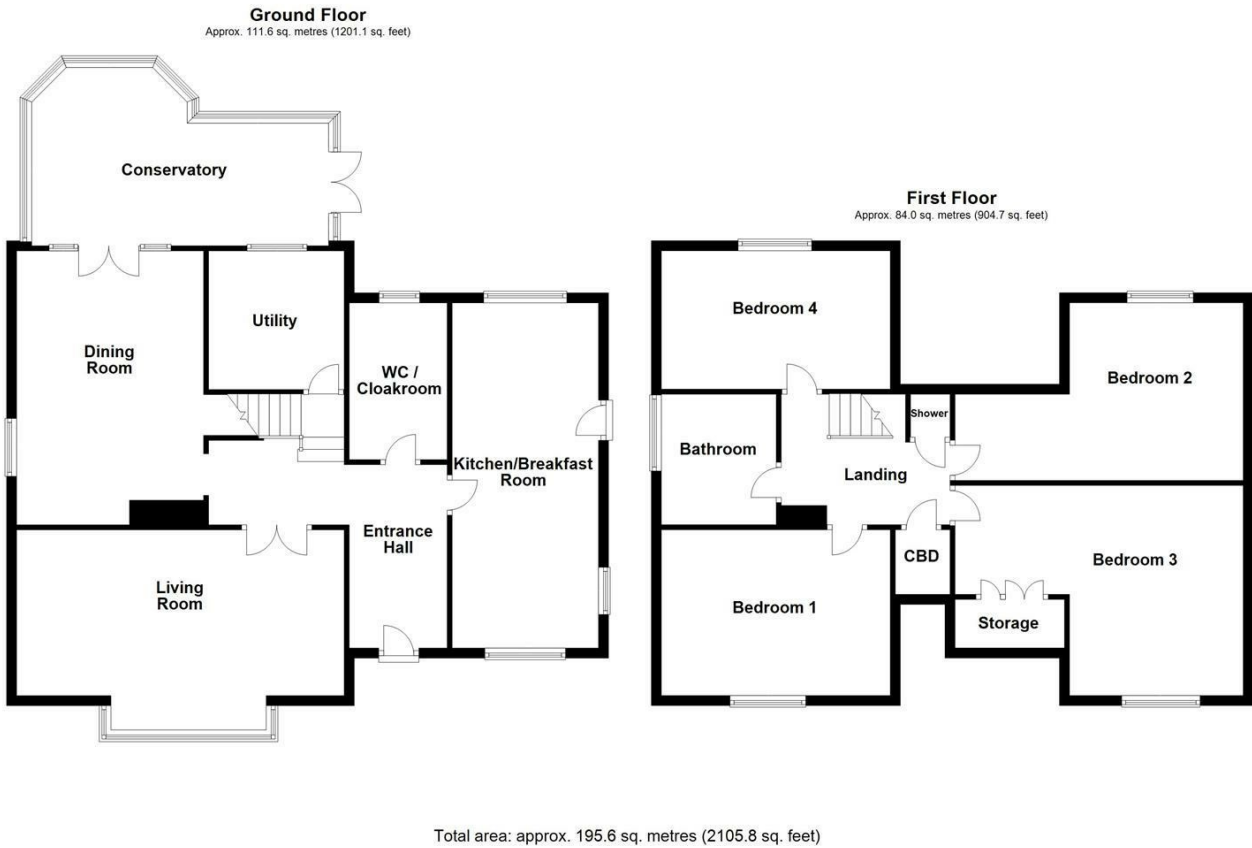 Ground Floor
Approx. 111.6 sq. metres (1201.1 sq. feet)
Conservatory
Dining
Room
Utility
WC /
Cloakroom
Kitchen/Breakfast
Room
Entrance
Hall
Living
Room
First Floor
Approx. 84.0 sq. metres (904.7 sq. feet)
Bedroom 4
Bedroom 2
Shower
Bathroom
Landing
CBD
Bedroom 3
Bedroom 1
Storage
Total area: approx. 195.6 sq. metres (2105.8 sq. feet)